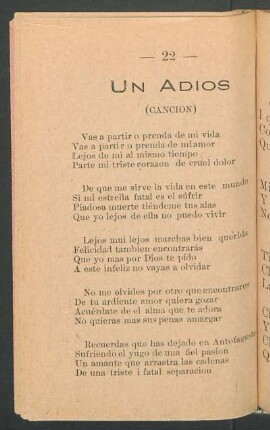 — 22 —
UN ADIOS
(CANCION)
Vas a partir o prenda de mi vida
Vas a partir o prenda de mi amor
Lejos de mi al mismo tiempo
Parte mi triste corazon de cruel dolor
De que me sirve la vida en este mundo
Si mi estrella fatal es el súfrir
Piadosa muerte tiéndeme tus alas
Que yo lejos de ella no puedo vivir
Lejos mui lejos marchas bien querida
Felicidad tambien encontrarás
Que yo mas por Dios te pido
A este infeliz no vayas a olvidar
No me olvides por otro que encontrares
De tu ardiente amor quiera gozar
Acuérdate de el alma que te adora
No quieras mas sus penas amargar
Recuerdas que has dejado en Antofagasta
Sufriendo el yugo de una fiel pasion
Un amante que arrastra las cadenas
De una triste i fatal separacion